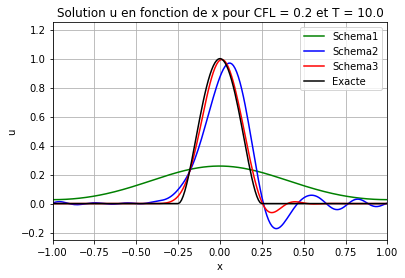 Solution u en fonction de x pour CFL = 0.2 et T = 10.0
Schema1
Schema2
Schema3
Exacte
u
1.2
1.0
0.8
0.6
0.4
0.2
0.0
−0.2
−1.00 −0.75 −0.50 −0.25 0.00 0.25 0.50 0.75 1.00
x